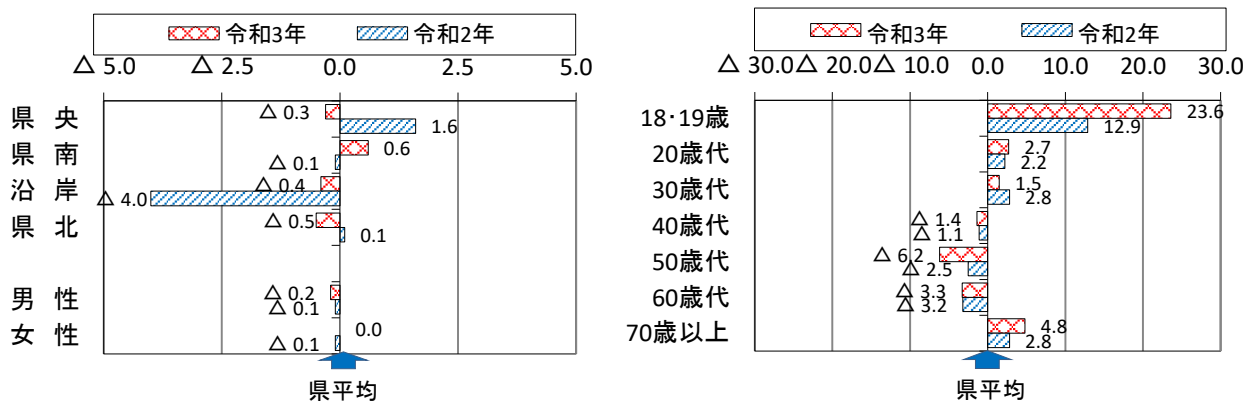 令和3年 令和2年
△ 5.0 △ 2.5 0.0 2.5 5.0
県 央 △ 0.3 1.6
県 南 0.6 △ 0.1
沿 岸 △ 0.4 △ 4.0
県 北 △ 0.5 0.1
男 性 △ 0.2 △ 0.1
女 性 0.0 △ 0.1
県平均
令和3年 令和2年
△ 30.0 △ 20.0 △ 10.0 0.0 10.0 20.0 30.0
18･19歳 23.6 12.9
20歳代 2.7 2.2
30歳代 1.5 2.8
40歳代 △ 1.4 △ 1.1
50歳代 △ 6.2 △ 2.5
60歳代 △ 3.3 △ 3.2
70歳以上 4.8 2.8
県平均